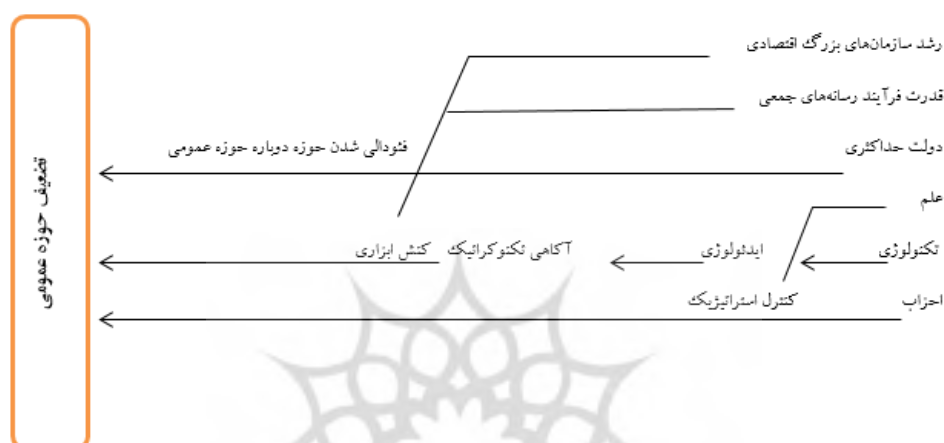 رشد سازمان‌های بزرگ اقتصادی
قدرت فرآیند رسانه‌های جمعی
دولت حداکثری
فئودالی شدن حوزه دوباره حوزه عمومی
علم
تکنولوژی
ایدئولوژی
آگاهی تکنوکراتیک
کنش ابزاری
کنترل استراتیژیک
احزاب
تضعیف حوزه عمومی